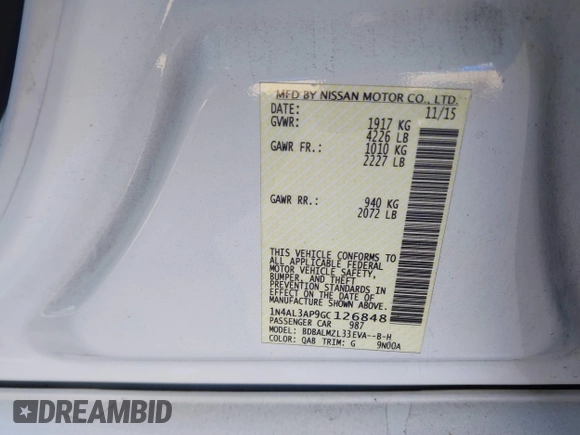 MFD BY NISSAN MOTOR CO., LTD.
DATE: 11/15
GVWR: 1917 KG
4226 LB
GAWR FR.: 1010 KG
2227 LB
GAWR RR.: 940 KG
2072 LB
THIS VEHICLE CONFORMS TO
ALL APPLICABLE FEDERAL
MOTOR VEHICLE SAFETY,
BUMPER, AND THEFT
PREVENTION STANDARDS IN
EFFECT ON THE DATE OF
MANUFACTURE SHOWN ABOVE.
1N4AL3AP9GC126848
PASSENGER CAR 987
MODEL: BDBALMZL33EVA--B-H
COLOR: QAB TRIM: G 9N00A
DREAMBID